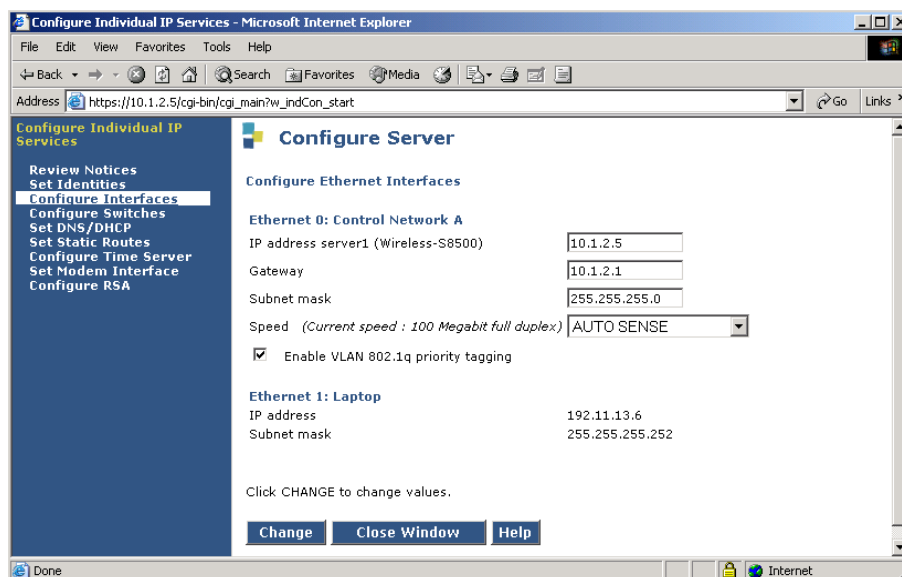 Configure Individual IP Services - Microsoft Internet Explorer
File Edit View Favorites Tools Help
Back Search Favorites Media
Address https://10.1.2.5/cgi-bin/cgi_main?w_indCon_start Go Links
Configure Individual IP
Services
Review Notices
Set Identities
Configure Interfaces
Configure Switches
Set DNS/DHCP
Set Static Routes
Configure Time Server
Set Modem Interface
Configure RSA
Configure Server
Configure Ethernet Interfaces
Ethernet 0: Control Network A
IP address server1 (Wireless-S8500) 10.1.2.5
Gateway 10.1.2.1
Subnet mask 255.255.255.0
Speed (Current speed : 100 Megabit full duplex) AUTO SENSE
Enable VLAN 802.1q priority tagging
Ethernet 1: Laptop
IP address 192.11.13.6
Subnet mask 255.255.255.252
Click CHANGE to change values.
Change Close Window Help
Done Internet